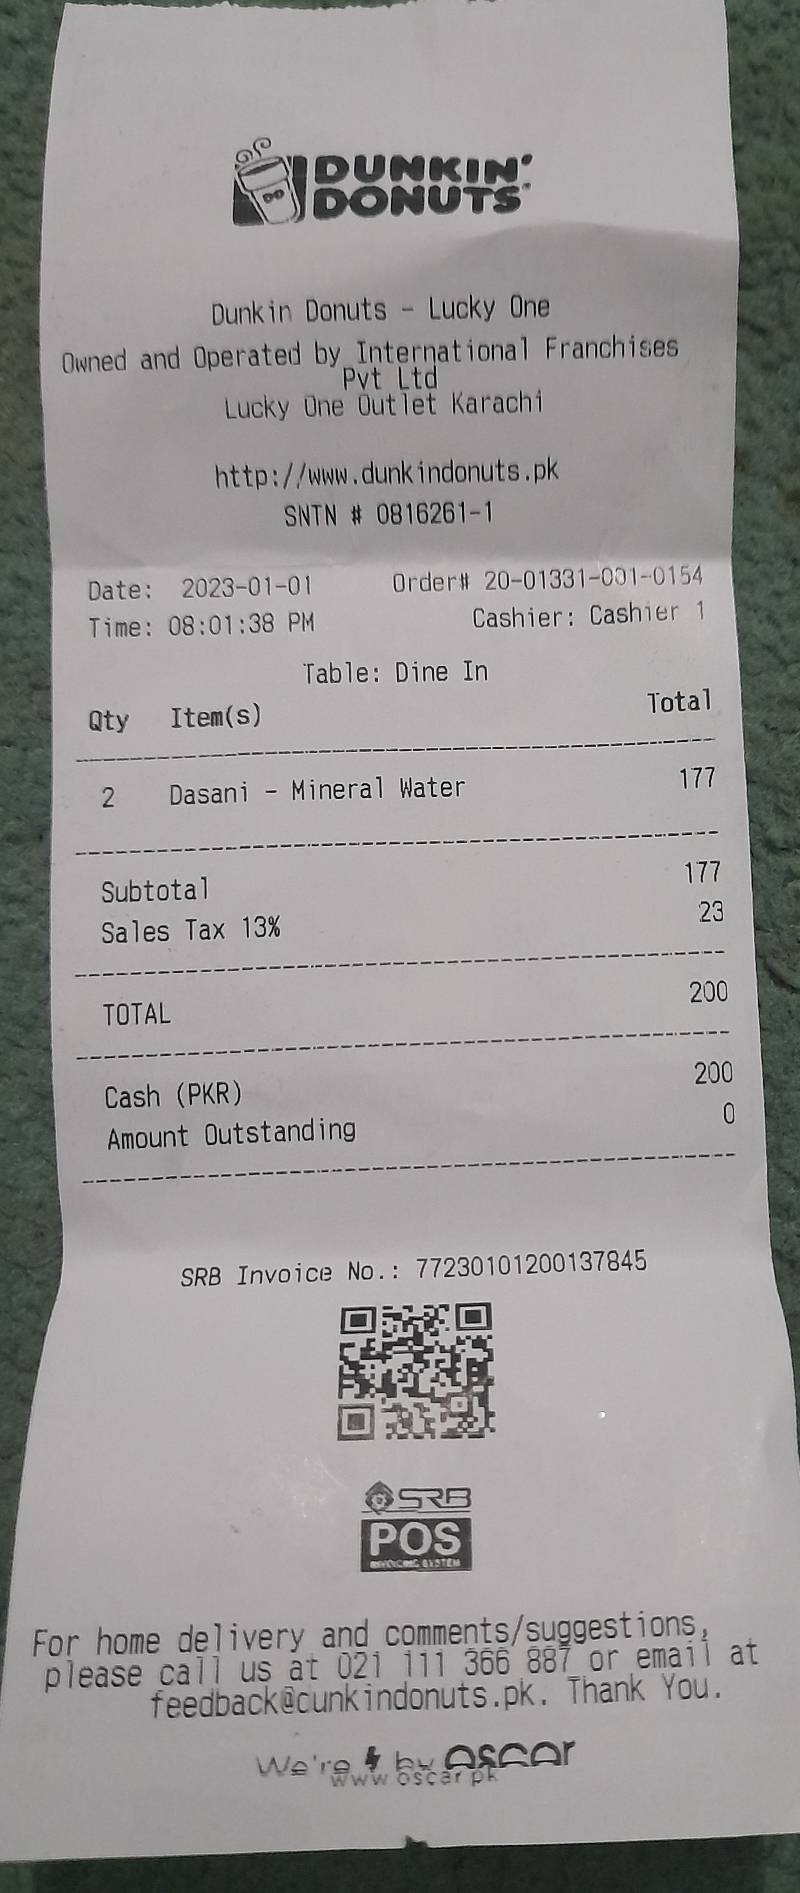 DUNKIN'
DONUTS
Dunkin Donuts - Lucky One
Owned and Operated by International Franchises
Pvt Ltd
Lucky One Outlet Karachi
http://www.dunkindonuts.pk
SNTN # 0816261-1
Date: 2023-01-01 Order# 20-01331-001-0154
Time: 08:01:38 PM Cashier: Cashier 1
Table: Dine In
Qty Item(s) Total
2 Dasani - Mineral Water 177
Subtotal 177
Sales Tax 13% 23
TOTAL 200
Cash (PKR) 200
Amount Outstanding 0
SRB Invoice No.: 77230101200137845
SRB
POS
INVOICING SYSTEM
For home delivery and comments/suggestions,
please call us at 021 111 366 887 or email at
feedback@cunkindonuts.pk. Thank You.
We're by oscar
www.oscar.pk